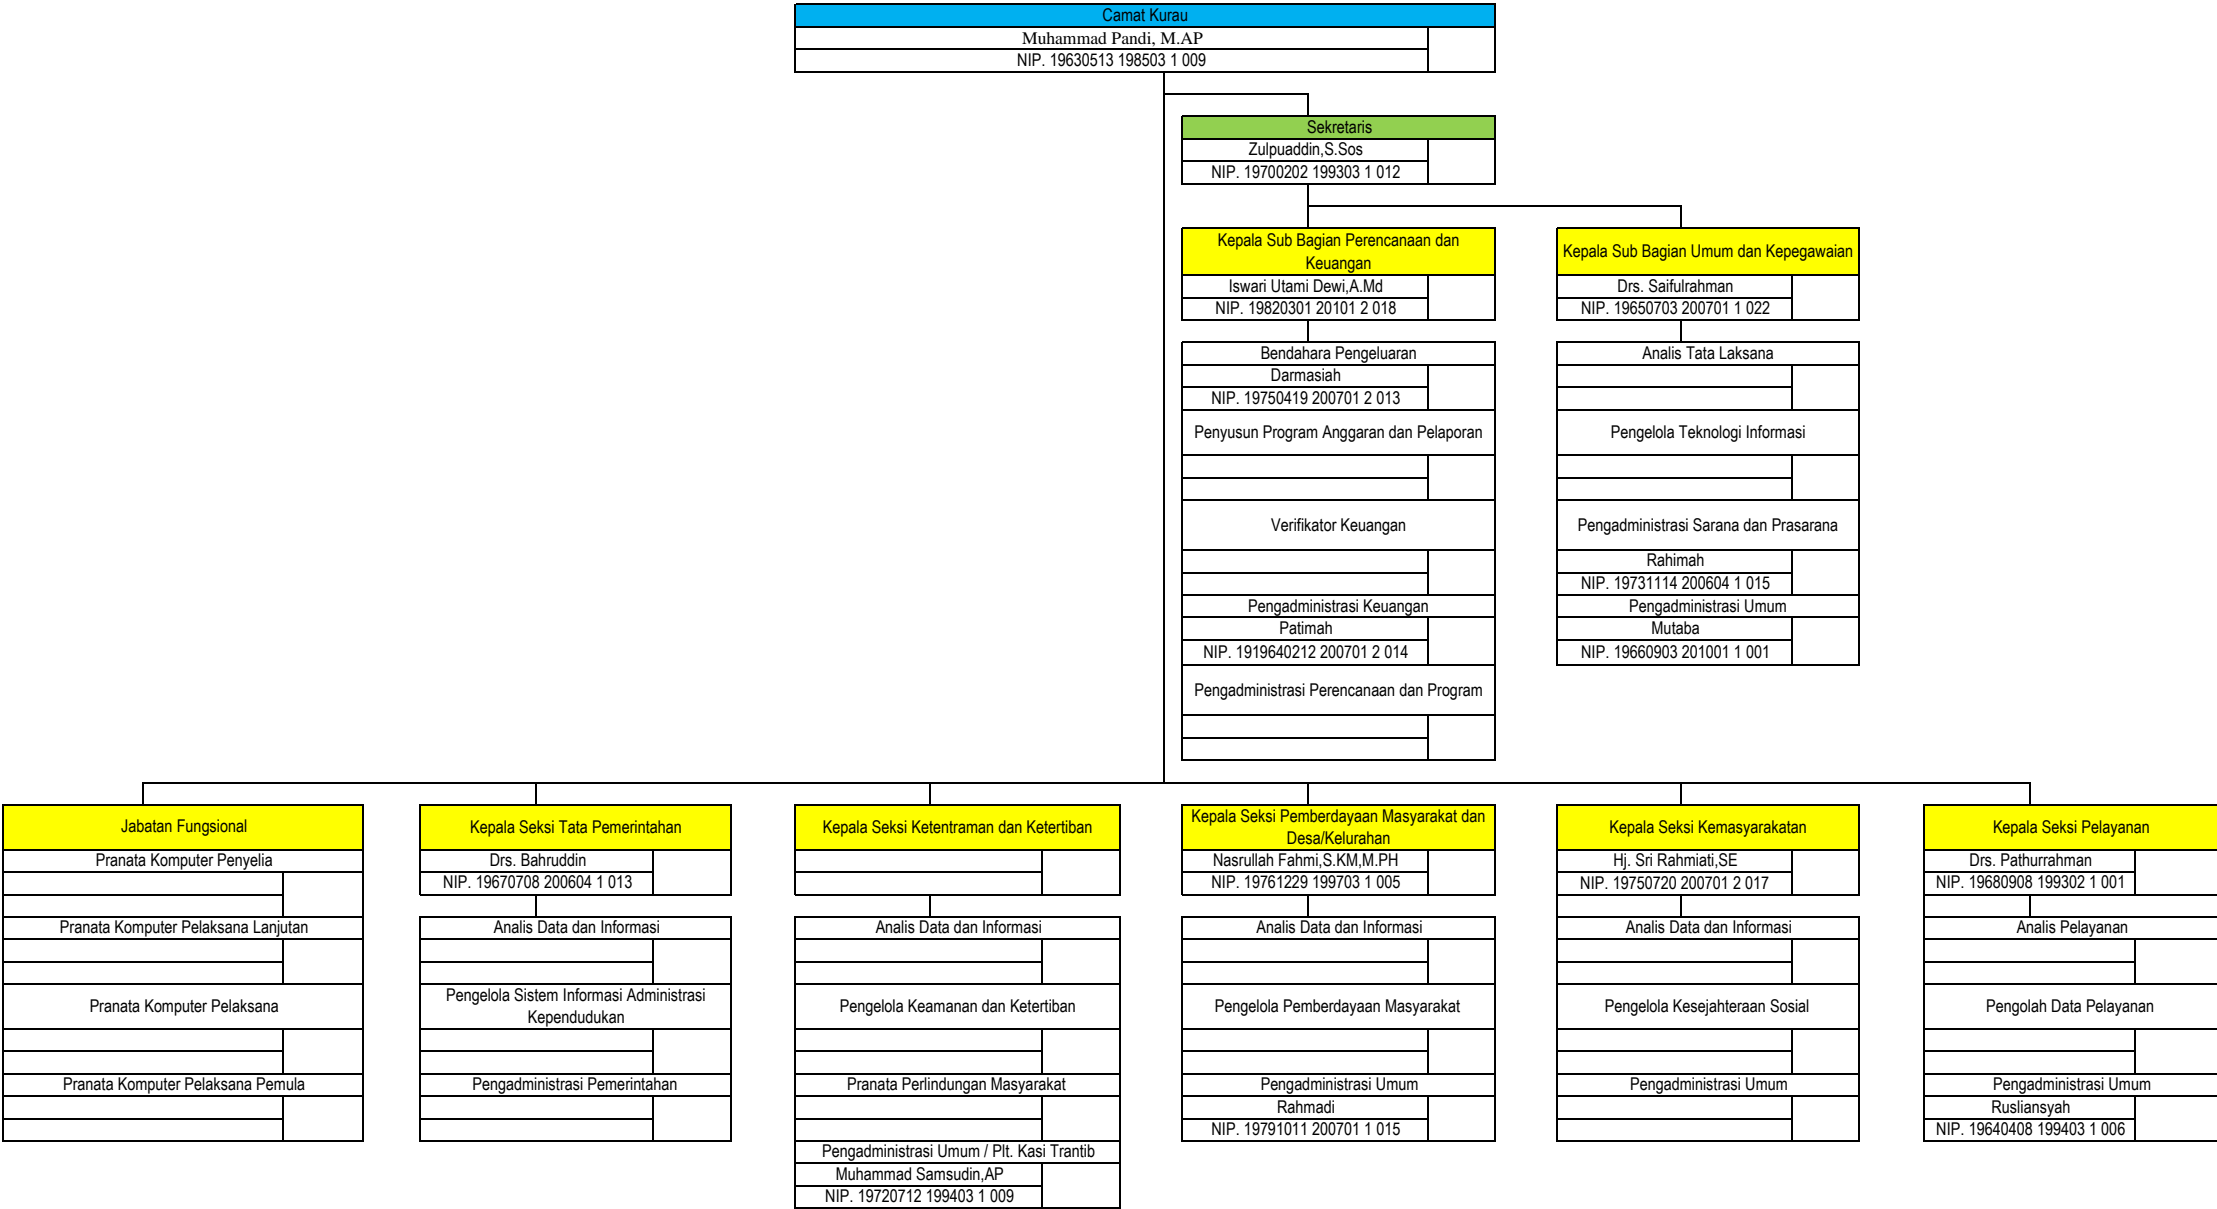 Camat Kurau
Muhammad Pandi, M.AP
NIP. 19630513 198503 1 009
Sekretaris
Zulpuaddin,S.Sos
NIP. 19700202 199303 1 012
Kepala Sub Bagian Perencanaan dan
Keuangan
Iswari Utami Dewi,A.Md
NIP. 19820301 20101 2 018
Bendahara Pengeluaran
Darmasiah
NIP. 19750419 200701 2 013
Penyusun Program Anggaran dan Pelaporan
Verifikator Keuangan
Pengadministrasi Keuangan
Patimah
NIP. 1919640212 200701 2 014
Pengadministrasi Perencanaan dan Program
Kepala Sub Bagian Umum dan Kepegawaian
Drs. Saifulrahman
NIP. 19650703 200701 1 022
Analis Tata Laksana
Pengelola Teknologi Informasi
Pengadministrasi Sarana dan Prasarana
Rahimah
NIP. 19731114 200604 1 015
Pengadministrasi Umum
Mutaba
NIP. 19660903 201001 1 001
Jabatan Fungsional
Pranata Komputer Penyelia
Pranata Komputer Pelaksana Lanjutan
Pranata Komputer Pelaksana
Pranata Komputer Pelaksana Pemula
Kepala Seksi Tata Pemerintahan
Drs. Bahruddin
NIP. 19670708 200604 1 013
Analis Data dan Informasi
Pengelola Sistem Informasi Administrasi
Kependudukan
Pengadministrasi Pemerintahan
Kepala Seksi Ketentraman dan Ketertiban
Analis Data dan Informasi
Pengelola Keamanan dan Ketertiban
Pranata Perlindungan Masyarakat
Pengadministrasi Umum / Plt. Kasi Trantib
Muhammad Samsudin,AP
NIP. 19720712 199403 1 009
Kepala Seksi Pemberdayaan Masyarakat dan
Desa/Kelurahan
Nasrullah Fahmi,S.KM,M.PH
NIP. 19761229 199703 1 005
Analis Data dan Informasi
Pengelola Pemberdayaan Masyarakat
Pengadministrasi Umum
Rahmadi
NIP. 19791011 200701 1 015
Kepala Seksi Kemasyarakatan
Hj. Sri Rahmiati,SE
NIP. 19750720 200701 2 017
Analis Data dan Informasi
Pengelola Kesejahteraan Sosial
Pengadministrasi Umum
Kepala Seksi Pelayanan
Drs. Pathurrahman
NIP. 19680908 199302 1 001
Analis Pelayanan
Pengolah Data Pelayanan
Pengadministrasi Umum
Rusliansyah
NIP. 19640408 199403 1 006